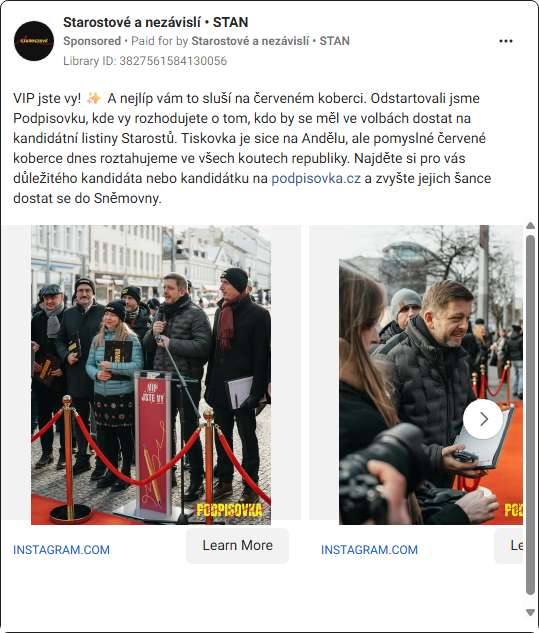 Starostové a nezávislí • STAN
Sponsored • Paid for by Starostové a nezávislí • STAN
Library ID: 3827561584130056
VIP jste vy! ✨ A nejlíp vám to sluší na červeném koberci. Odstartovali jsme
Podpisovku, kde vy rozhodujete o tom, kdo by se měl ve volbách dostat na
kandidátní listiny Starostů. Tiskovka je sice na Andělu, ale pomyslné červené
koberce dnes roztahujeme ve všech koutech republiky. Najděte si pro vás
důležitého kandidáta nebo kandidátku na podpisovka.cz a zvyšte jejich šance
dostat se do Sněmovny.
VIP
JSTE VY
PODPISOVKA
PO
INSTAGRAM.COM
Learn More
INSTAGRAM.COM
Le